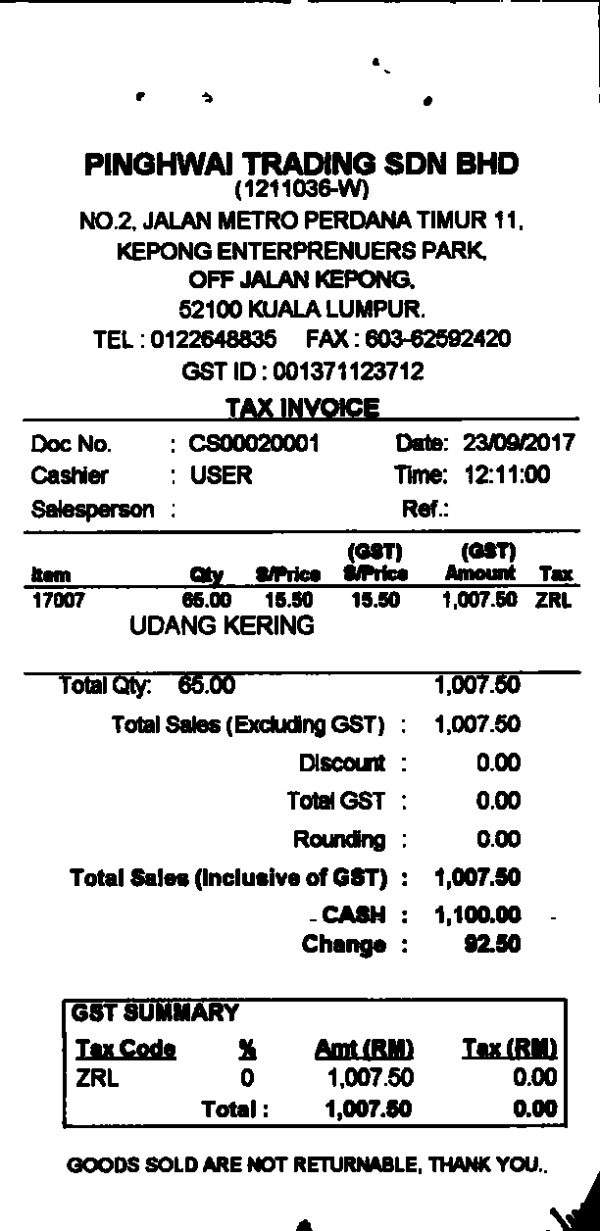 PINGHWAI TRADING SDN BHD
(1211036-W)
NO.2, JALAN METRO PERDANA TIMUR 11,
KEPONG ENTERPRENUERS PARK,
OFF JALAN KEPONG,
52100 KUALA LUMPUR.
TEL : 0122648835 FAX : 603-62592420
GST ID : 001371123712
TAX INVOICE
Doc No. : CS00020001 Date: 23/09/2017
Cashier : USER Time: 12:11:00
Salesperson : Ref.:
(GST) (GST)
Item Qty S/Price S/Price Amount Tax
17007 65.00 15.50 15.50 1,007.50 ZRL
UDANG KERING
Total Qty: 65.00 1,007.50
Total Sales (Excluding GST) : 1,007.50
Discount : 0.00
Total GST : 0.00
Rounding : 0.00
Total Sales (Inclusive of GST) : 1,007.50
CASH : 1,100.00
Change : 92.50
GST SUMMARY
Tax Code % Amt (RM) Tax (RM)
ZRL 0 1,007.50 0.00
Total : 1,007.50 0.00
GOODS SOLD ARE NOT RETURNABLE, THANK YOU..